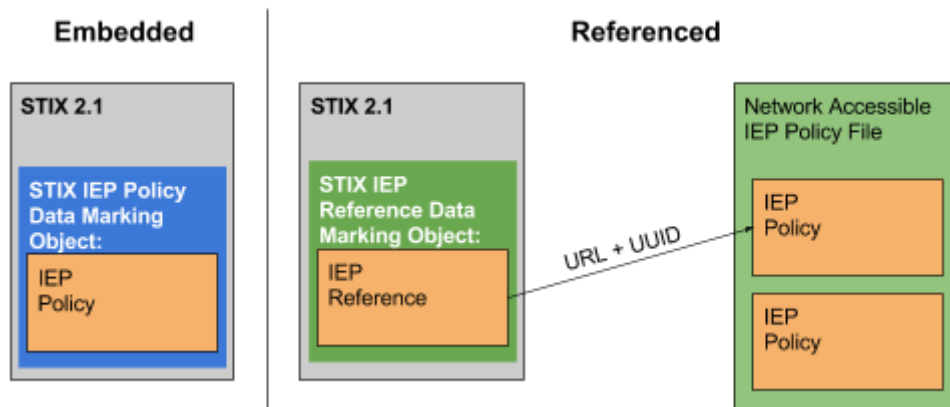 Embedded
Referenced
STIX 2.1
STIX IEP Policy
Data Marking
Object:
IEP
Policy
STIX 2.1
STIX IEP
Reference Data
Marking Object:
IEP
Reference
URL + UUID
Network Accessible
IEP Policy File
IEP
Policy
IEP
Policy